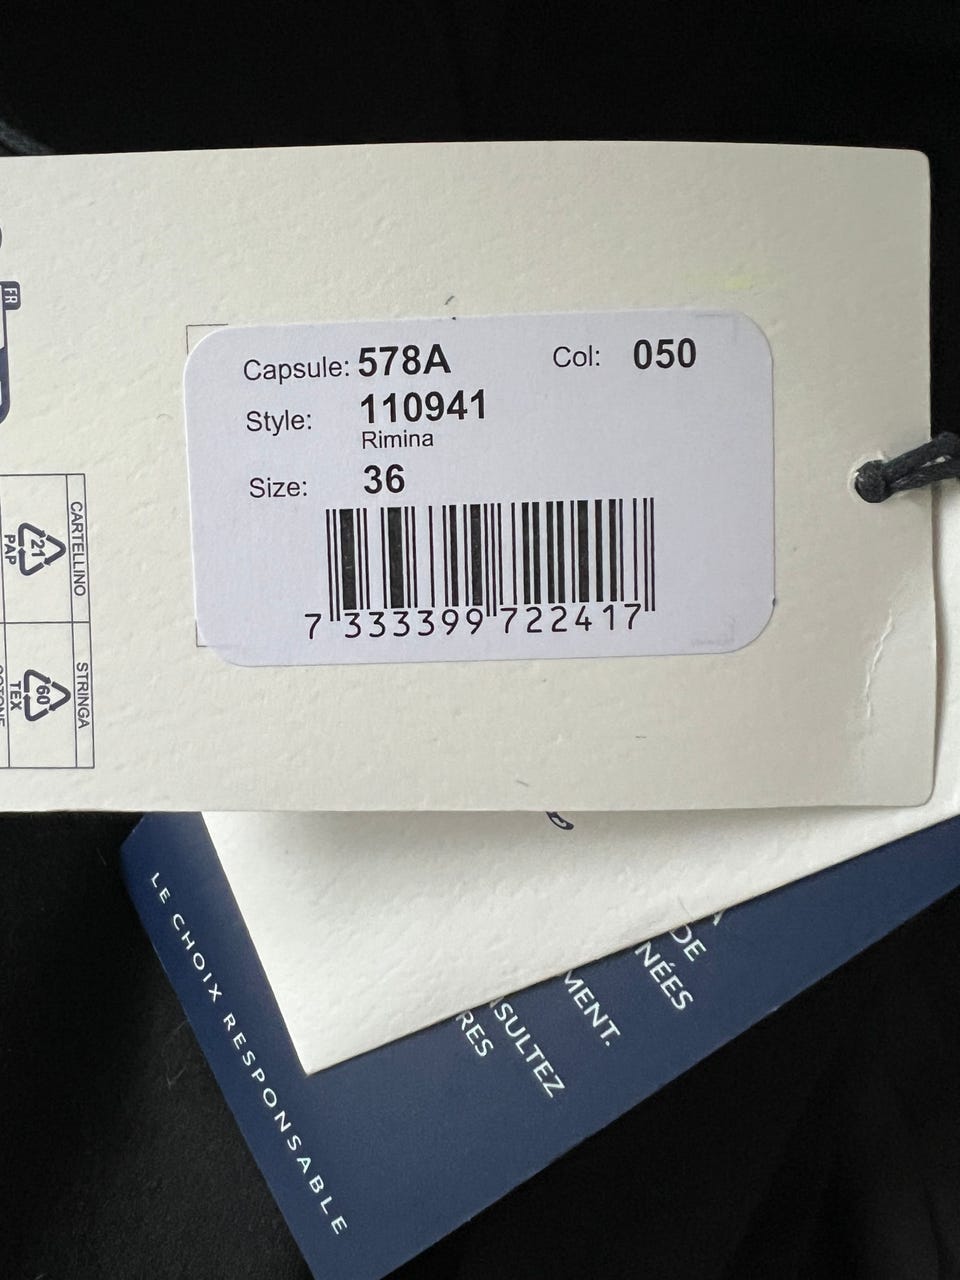 Capsule: 578A Col: 050
Style: 110941
Rimina
Size: 36
7 333399 722417
FR
CARTELLINO
21
PAP
STRINGA
60
TEX
LE CHOIX RESPONSABLE
DE
NÉES
MENT.
SULTEZ
RES